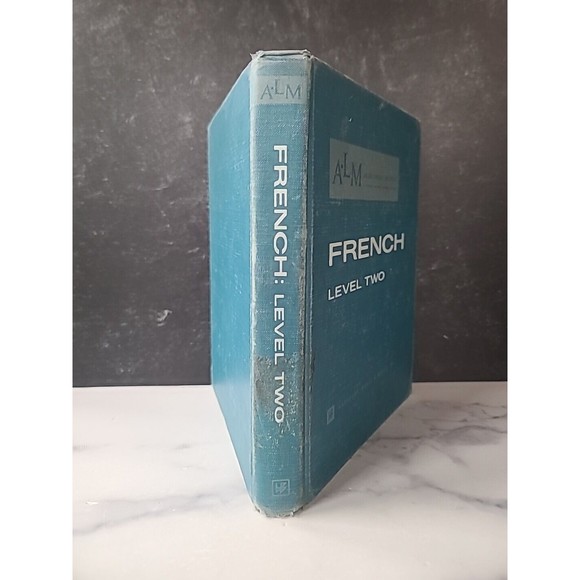 A·LM
FRENCH: LEVEL TWO
A·LM
FRENCH
LEVEL TWO